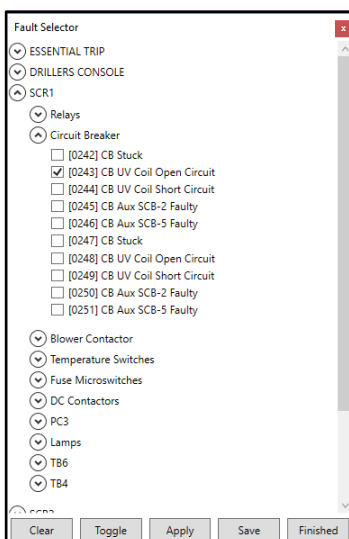 Fault Selector
x
ESSENTIAL TRIP
DRILLERS CONSOLE
SCR1
Relays
Circuit Breaker
[0242] CB Stuck
[0243] CB UV Coil Open Circuit
[0244] CB UV Coil Short Circuit
[0245] CB Aux SCB-2 Faulty
[0246] CB Aux SCB-5 Faulty
[0247] CB Stuck
[0248] CB UV Coil Open Circuit
[0249] CB UV Coil Short Circuit
[0250] CB Aux SCB-2 Faulty
[0251] CB Aux SCB-5 Faulty
Blower Contactor
Temperature Switches
Fuse Microswitches
DC Contactors
PC3
Lamps
TB6
TB4
Clear Toggle Apply Save Finished